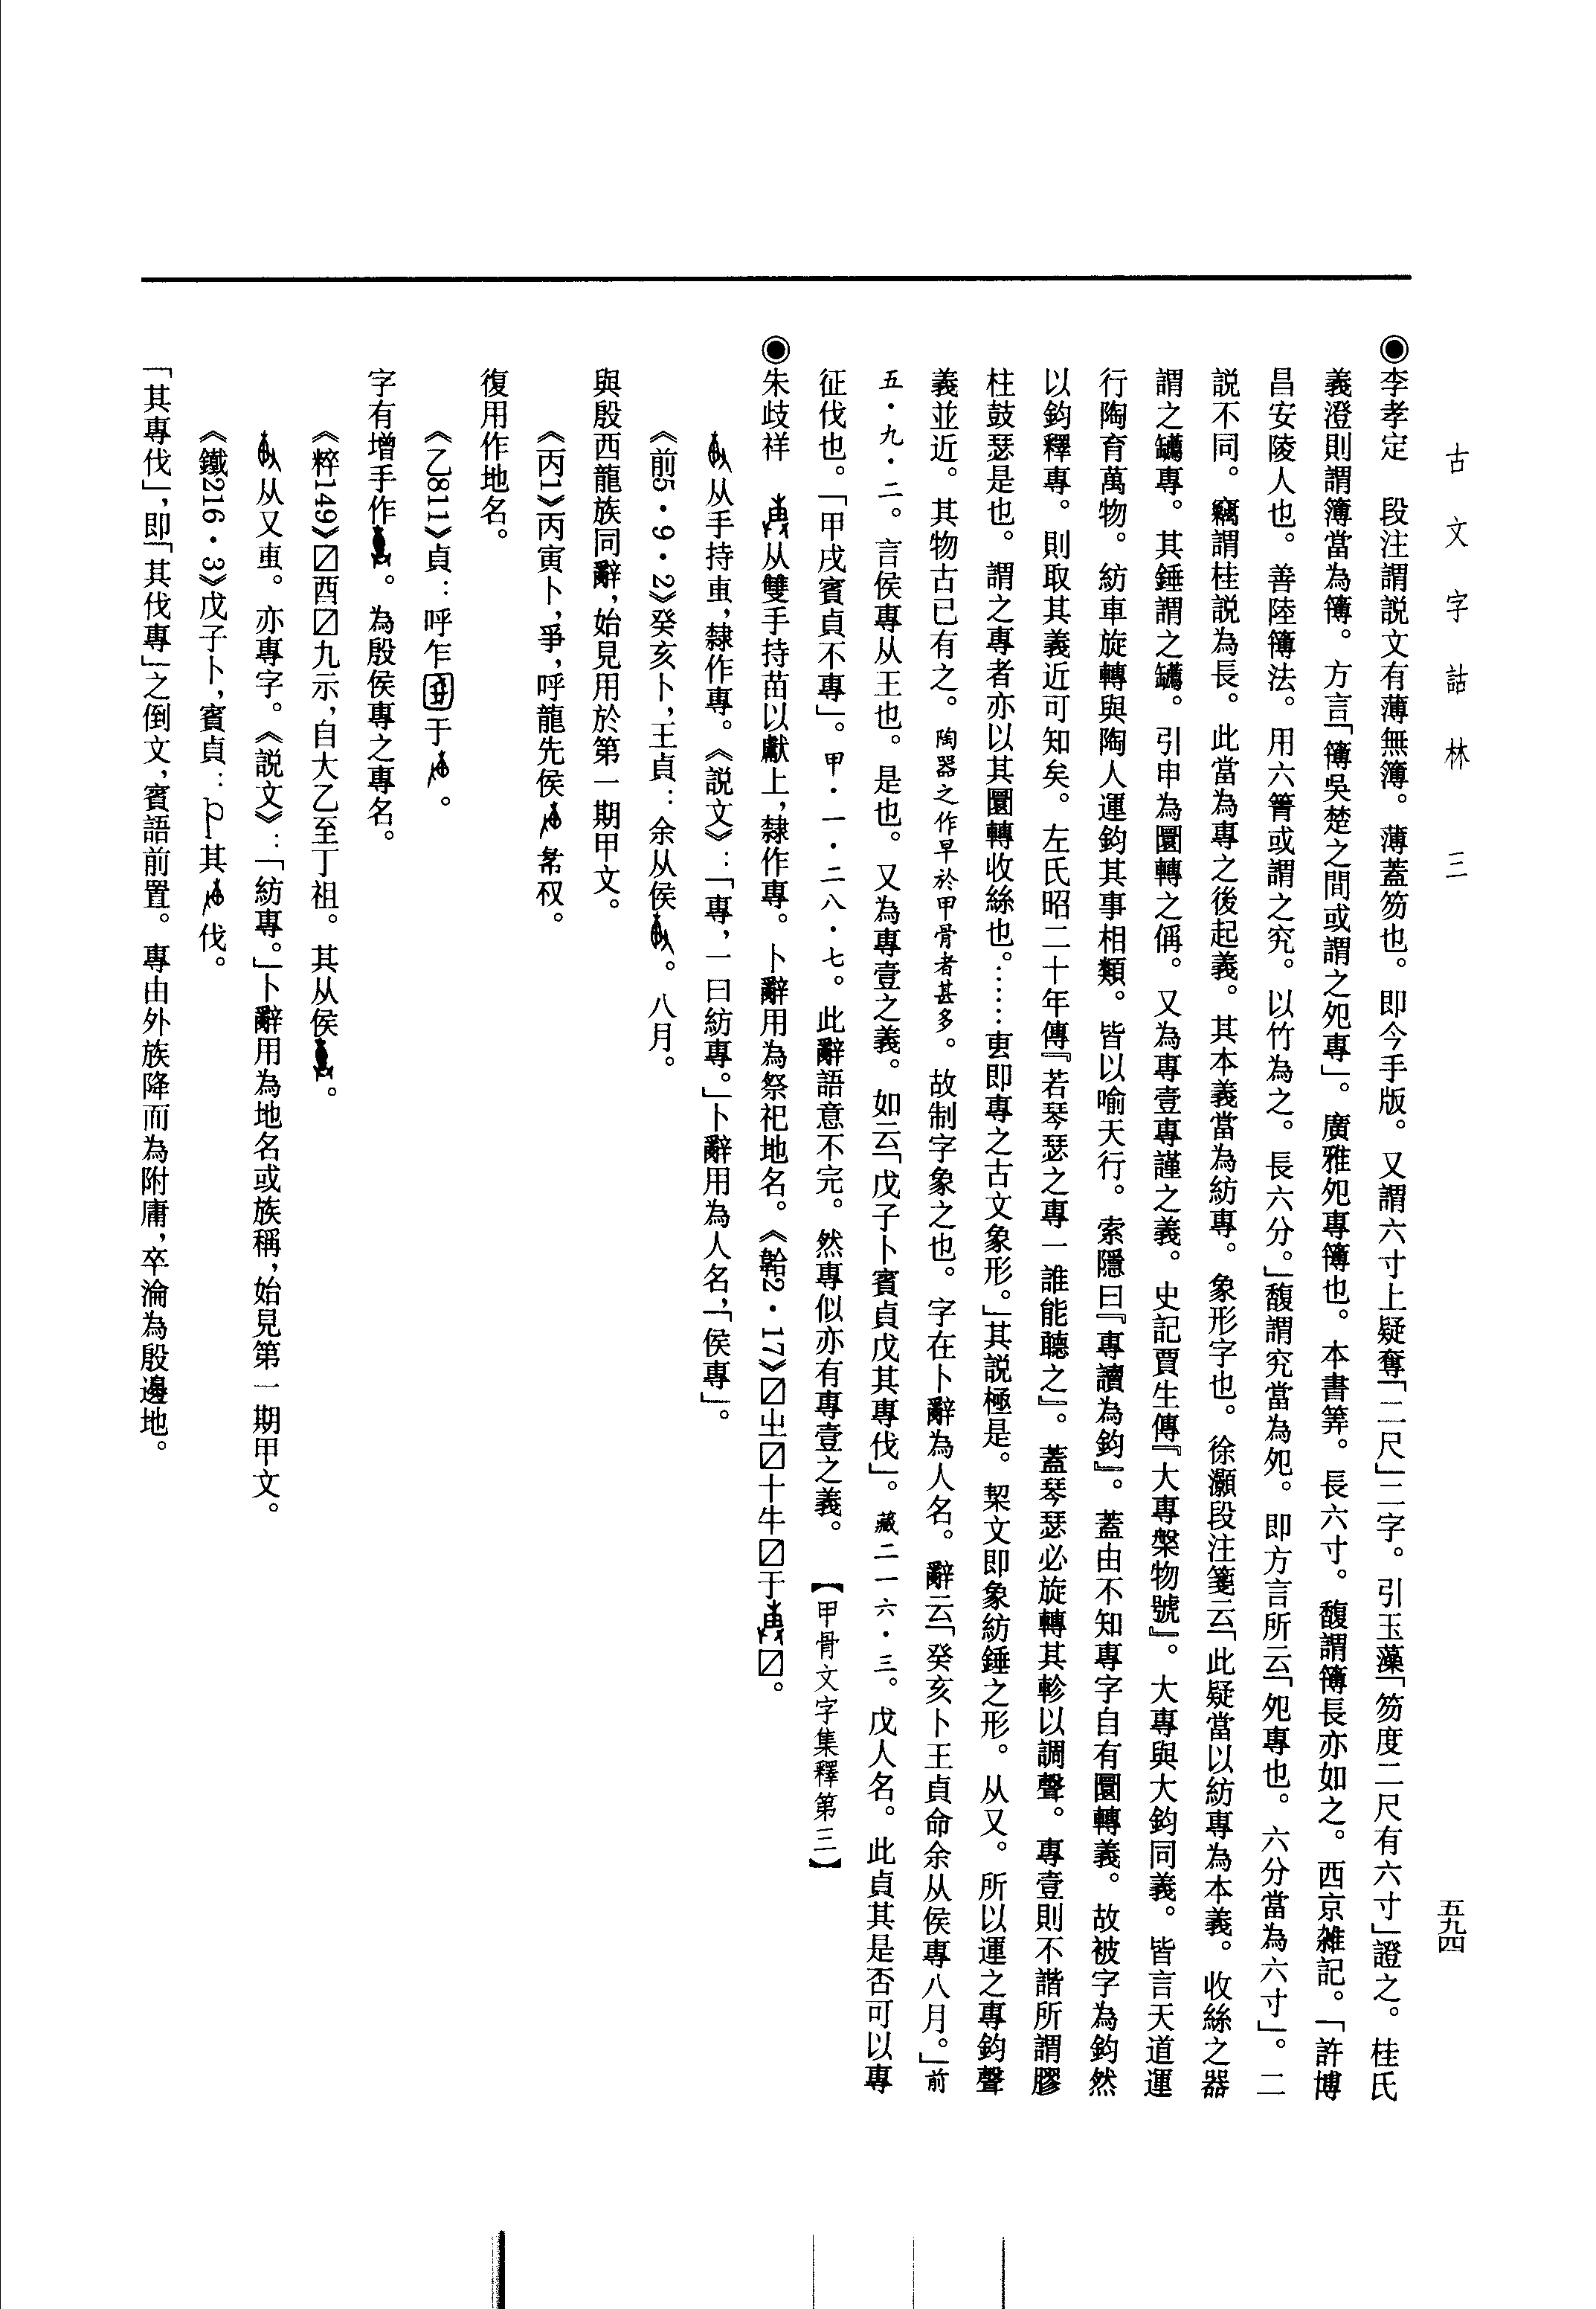 古文字詁林 三
五九四
◉李孝定 段注謂説文有薄無簿。薄蓋笏也。即今手版。又謂六寸上疑奪「二尺」二字。引玉藻「笏度二尺有六寸」證之。桂氏
義澄則謂簿當為簙。方言「簙吳楚之間或謂之夗專」。廣雅夗專簙也。本書筭。長六寸。馥謂簙長亦如之。西京雜記。「許博
昌安陵人也。善陸簙法。用六箸或謂之究。以竹為之。長六分。」馥謂究當為夗。即方言所云「夗專也。六分當為六寸」。二
説不同。竊謂桂説為長。此當為專之後起義。其本義當為紡專。象形字也。徐灝段注箋云「此疑當以紡專為本義。收絲之器
謂之專。其錘謂之。引申為圜轉之偁。又為專壹專謹之義。史記賈生傳『大專槃物號』。大專與大鈞同義。皆言天道運
行陶育萬物。紡車旋轉與陶人運鈞其事相類。皆以喻天行。索隱曰『專讀為鈞』。蓋由不知專字自有圜轉義。故被字為鈞然
以鈞釋專。則取其義近可知矣。左氏昭二十年傳『若琴瑟之專一誰能聽之』。蓋琴瑟必旋轉其軫以調聲。專壹則不諧所謂膠
柱鼓瑟是也。謂之專者亦以其圜轉收絲也。……叀即專之古文象形。」其説極是。栔文即象紡錘之形。从又。所以運之專鈞聲
義並近。其物古已有之。陶器之作早於甲骨者甚多。故制字象之也。字在卜辭為人名。辭云「癸亥卜王貞命余从侯專八月。」前
五・九・二。言侯專从王也。是也。又為專壹之義。如云「戊子卜賓貞戊其專伐」。藏二一六・三。戊人名。此貞其是否可以專
征伐也。「甲戌賓貞不專」。甲・一・二八・七。此辭語意不完。然專似亦有專壹之義。 【甲骨文字集釋第三】
◉朱歧祥 从雙手持苗以獻上，隸作專。卜辭用為祭祀地名。《𩰫2・17》☑㞢☑十牛☑于☑。
从手持叀，隸作專。《説文》：「專，一曰紡專。」卜辭用為人名，「侯專」。
《前5・9・2》癸亥卜，王貞：余从侯。八月。
與殷西龍族同辭，始見用於第一期甲文。
《丙1》丙寅卜，爭，呼龍先侯㞢。
復用作地名。
《乙811》貞：呼乍于。
字有增手作。為殷侯專之專名。
《粹149》☑酉☑九示，自大乙至丁祖。其从侯。
从又叀。亦專字。《説文》：「紡專。」卜辭用為地名或族稱，始見第一期甲文。
《鐵216・3》戊子卜，賓貞：其伐。
「其專伐」，即「其伐專」之倒文，賓語前置。專由外族降而為附庸，卒淪為殷邊地。